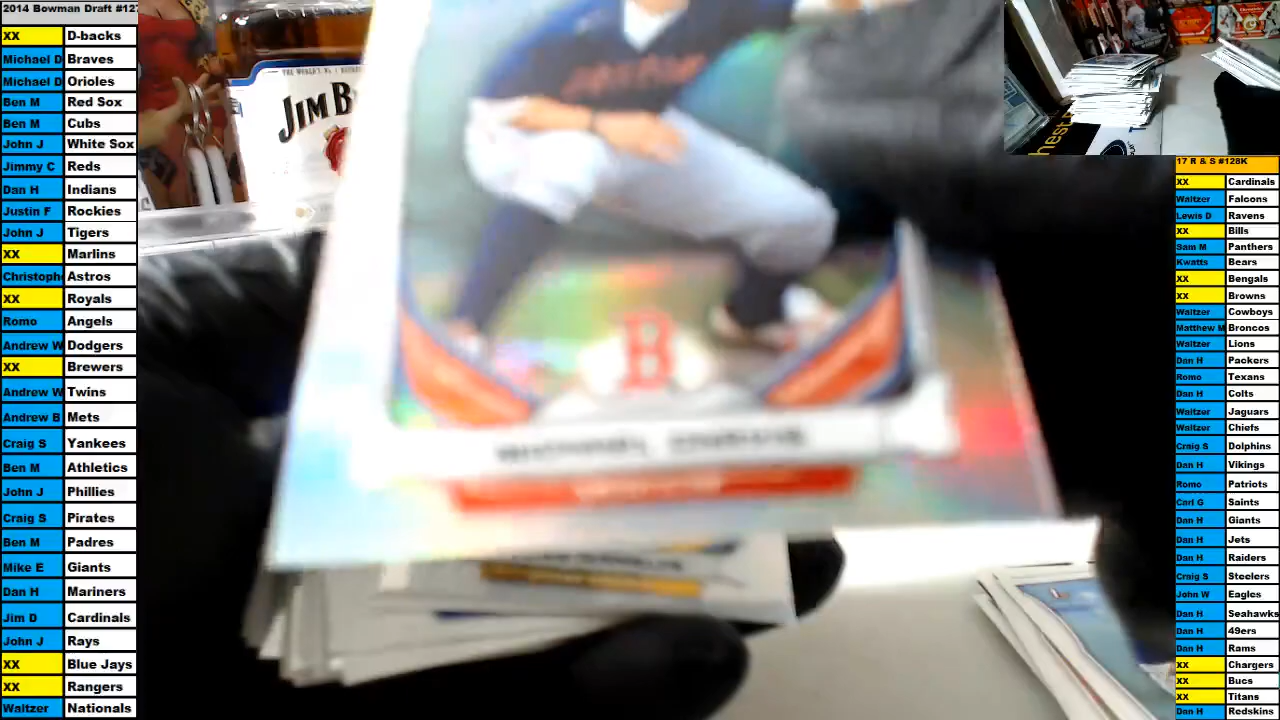 2014 Bowman Draft #127
XX D-backs
Michael D Braves
Michael D Orioles
Ben M Red Sox
Ben M Cubs
John J White Sox
Jimmy C Reds
Dan H Indians
Justin F Rockies
John J Tigers
XX Marlins
Christoph Astros
XX Royals
Romo Angels
Andrew W Dodgers
XX Brewers
Andrew W Twins
Andrew B Mets
Craig S Yankees
Ben M Athletics
John J Phillies
Craig S Pirates
Ben M Padres
Mike E Giants
Dan H Mariners
Jim D Cardinals
John J Rays
XX Blue Jays
XX Rangers
Waltzer Nationals
JIM B
17 R & S #128K
XX Cardinals
Waltzer Falcons
Lewis D Ravens
XX Bills
Sam M Panthers
Kwatts Bears
XX Bengals
XX Browns
Waltzer Cowboys
Matthew M Broncos
Waltzer Lions
Dan H Packers
Romo Texans
Dan H Colts
Waltzer Jaguars
Waltzer Chiefs
Craig S Dolphins
Dan H Vikings
Romo Patriots
Carl G Saints
Dan H Giants
Dan H Jets
Dan H Raiders
Craig S Steelers
John W Eagles
Dan H Seahawks
Dan H 49ers
Dan H Rams
XX Chargers
XX Bucs
XX Titans
Dan H Redskins